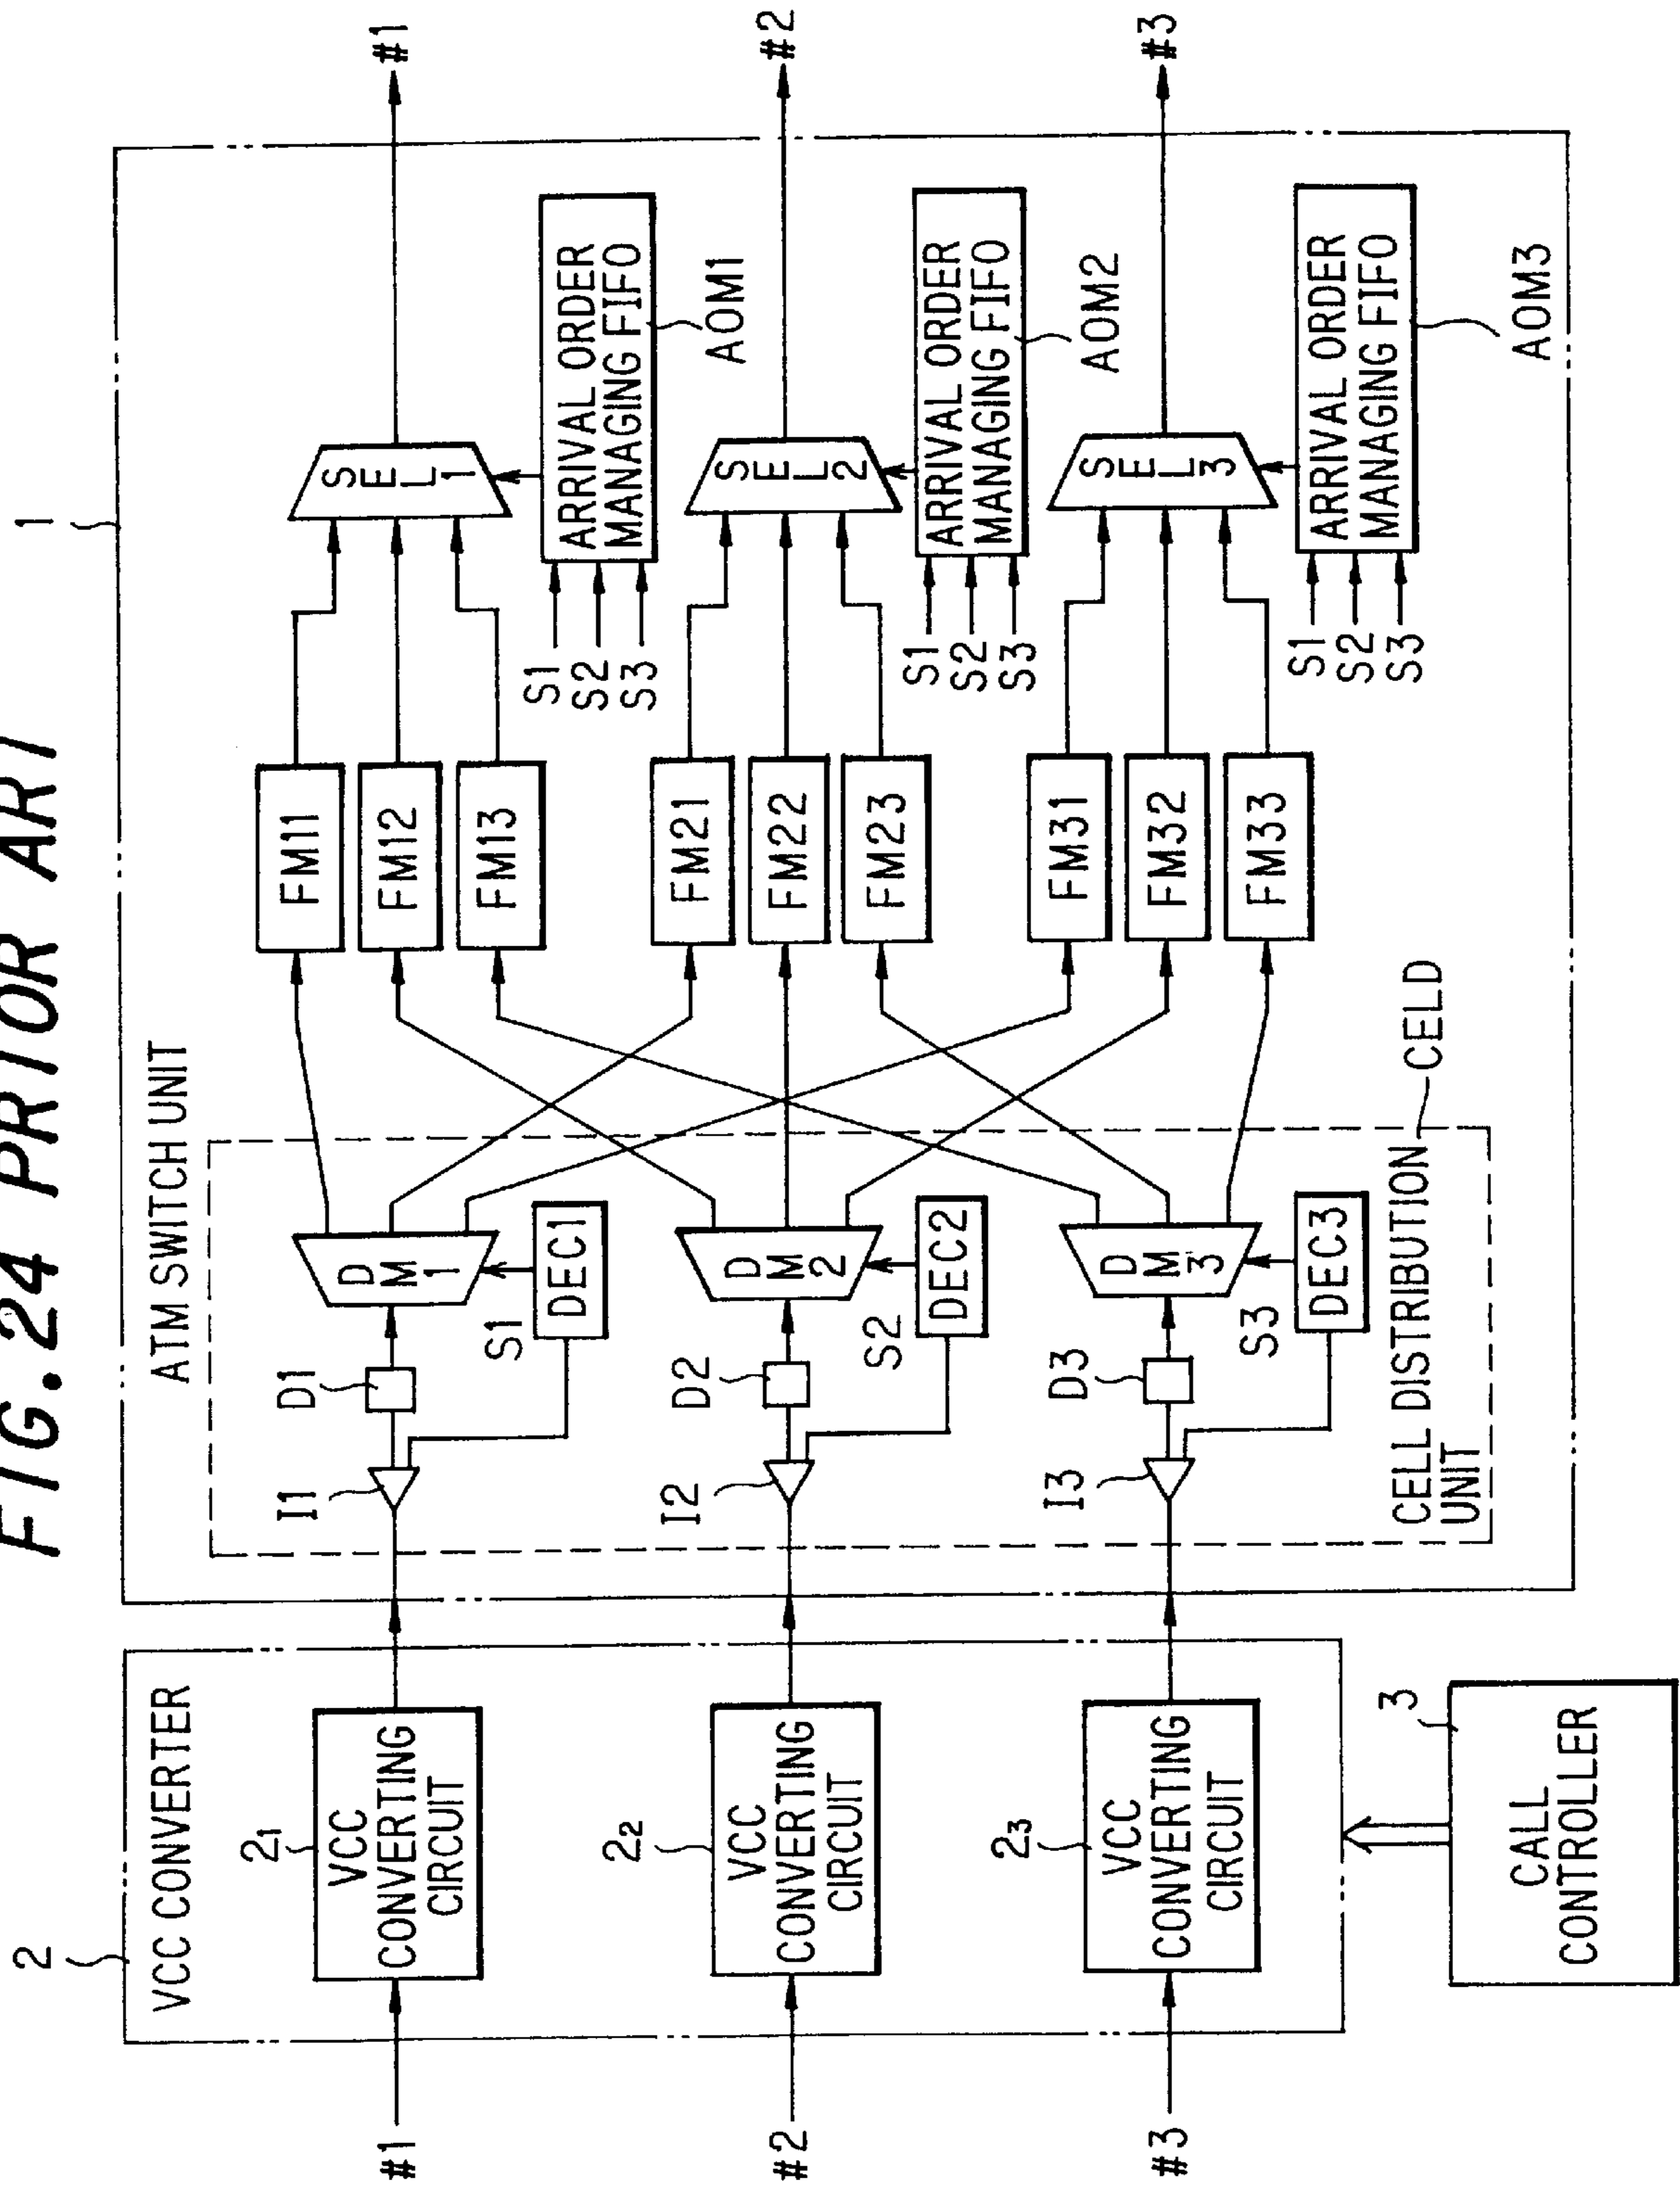 FIG. 24 PRIOR ART
1
2
VCC CONVERTER
ATM SWITCH UNIT
#1
21
VCC
CONVERTING
CIRCUIT
I1
D1
DM1
S1
DEC1
FM11
FM12
FM13
SEL1
S1
S2
S3
ARRIVAL ORDER
MANAGING FIFO
AOM1
#1
#2
22
VCC
CONVERTING
CIRCUIT
I2
D2
DM2
S2
DEC2
FM21
FM22
FM23
SEL2
S1
S2
S3
ARRIVAL ORDER
MANAGING FIFO
AOM2
#2
#3
23
VCC
CONVERTING
CIRCUIT
I3
D3
DM3
S3
DEC3
FM31
FM32
FM33
SEL3
S1
S2
S3
ARRIVAL ORDER
MANAGING FIFO
AOM3
#3
CELL DISTRIBUTION
UNIT
CELD
3
CALL
CONTROLLER